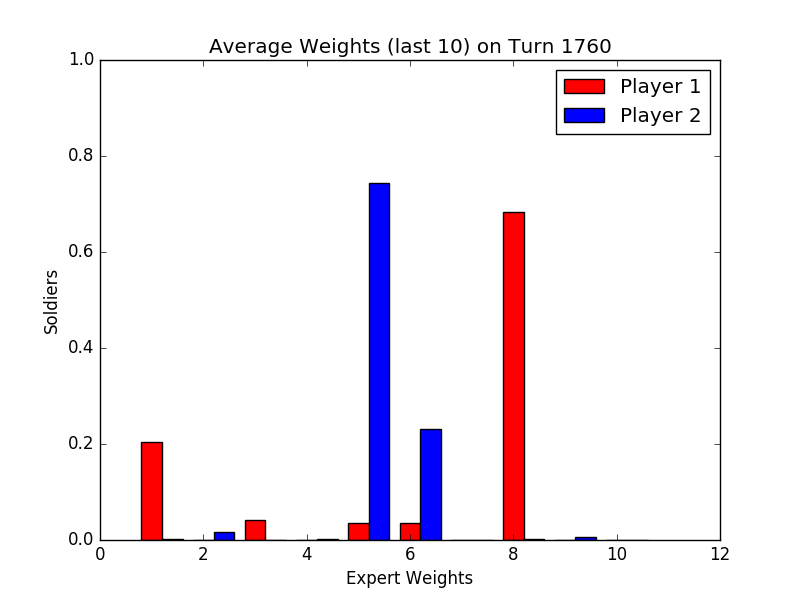 Average Weights (last 10) on Turn 1760
1.0
0.8
0.6
0.4
0.2
0.0
Soldiers
Player 1
Player 2
0 2 4 6 8 10 12
Expert Weights